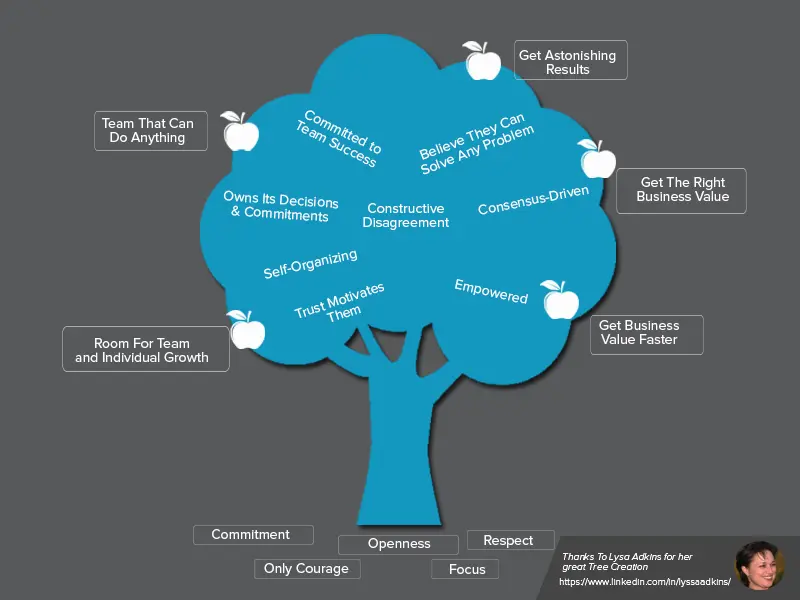 Get Astonishing
Results
Team That Can
Do Anything
Committed to
Team Success
Believe They Can
Solve Any Problem
Get The Right
Business Value
Owns Its Decisions
& Commitments
Constructive
Disagreement
Consensus-Driven
Self-Organizing
Trust Motivates
Them
Empowered
Get Business
Value Faster
Room For Team
and Individual Growth
Commitment
Openness
Respect
Only Courage
Focus
Thanks To Lysa Adkins for her
great Tree Creation
https://www.linkedin.com/in/lyssaadkins/